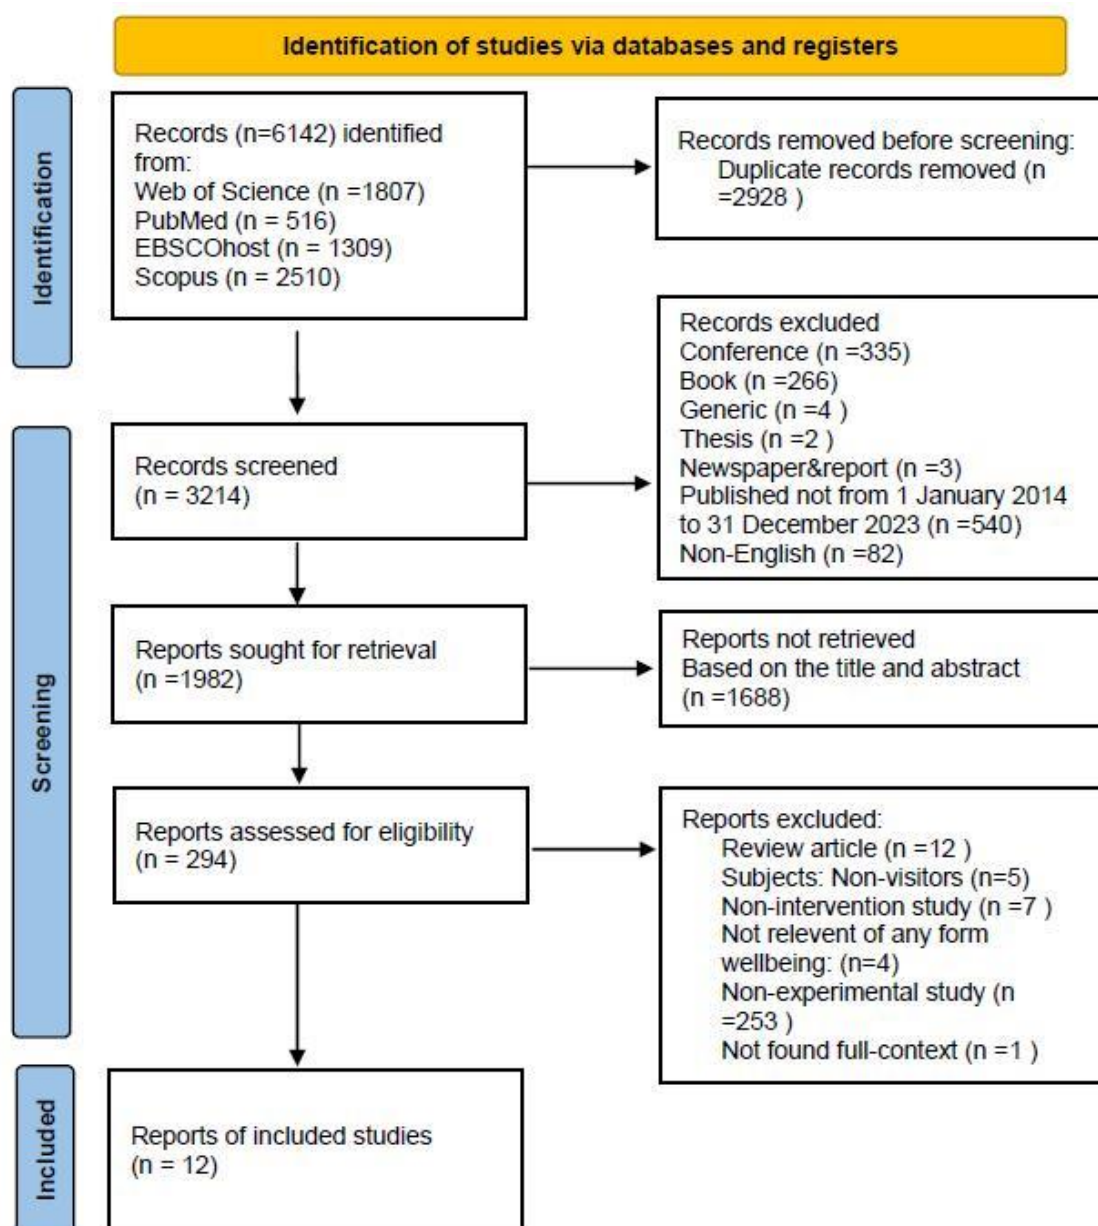 Identification of studies via databases and registers
Identification
Records (n=6142) identified
from:
Web of Science (n =1807)
PubMed (n = 516)
EBSCOhost (n = 1309)
Scopus (n = 2510)
Records removed before screening:
Duplicate records removed (n
=2928 )
Screening
Records screened
(n = 3214)
Records excluded
Conference (n =335)
Book (n =266)
Generic (n =4 )
Thesis (n =2 )
Newspaper&report (n =3)
Published not from 1 January 2014
to 31 December 2023 (n =540)
Non-English (n =82)
Reports sought for retrieval
(n =1982)
Reports not retrieved
Based on the title and abstract
(n =1688)
Reports assessed for eligibility
(n = 294)
Reports excluded:
Review article (n =12 )
Subjects: Non-visitors (n=5)
Non-intervention study (n =7 )
Not relevent of any form
wellbeing: (n=4)
Non-experimental study (n
=253 )
Not found full-context (n =1 )
Included
Reports of included studies
(n = 12)